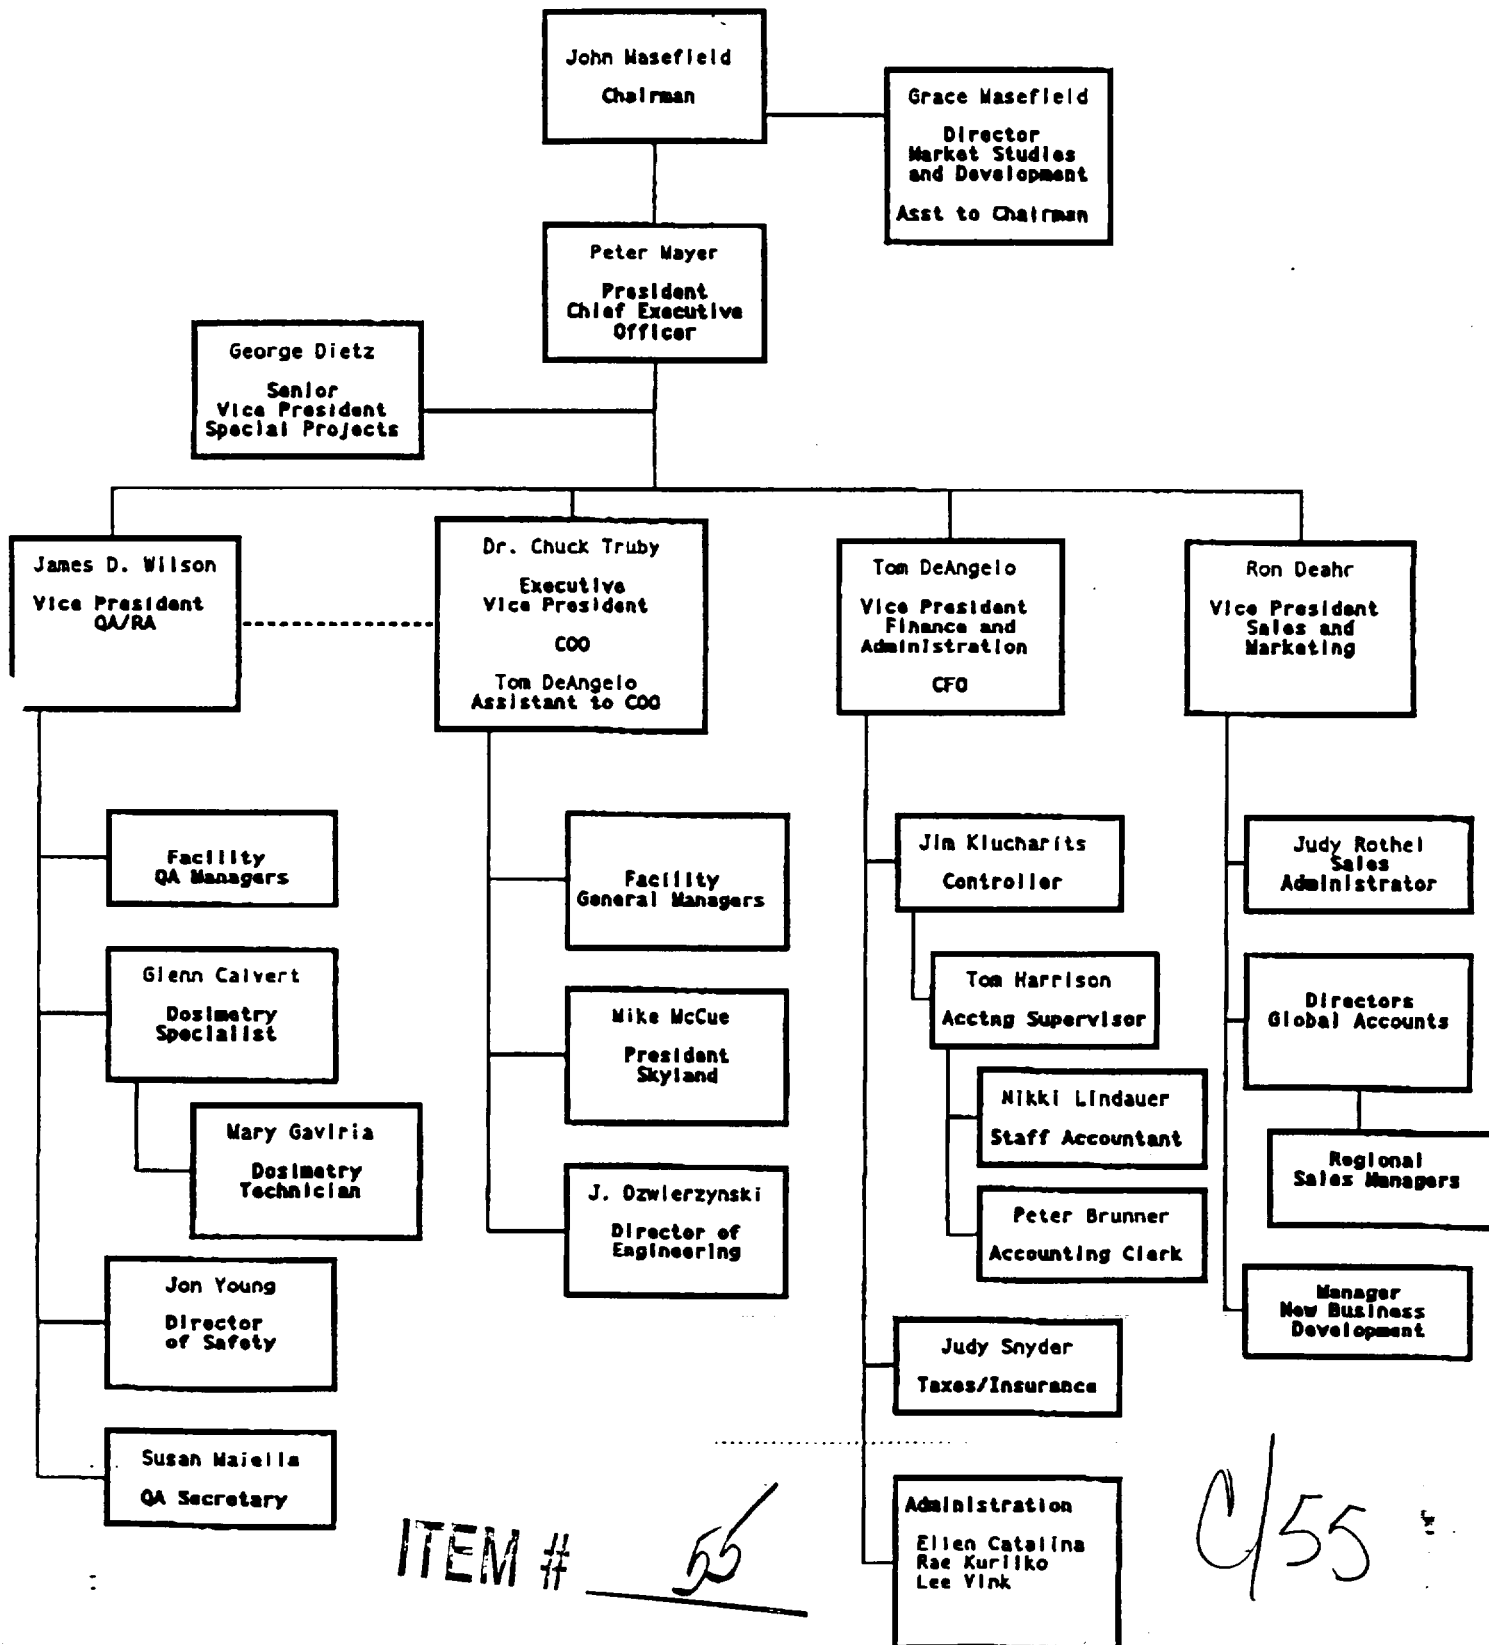 John Masefield
Chairman
Grace Masefield
Director
Market Studies
and Development
Asst to Chairman
Peter Mayer
President
Chief Executive
Officer
George Dietz
Senior
Vice President
Special Projects
James D. Wilson
Vice President
QA/RA
Dr. Chuck Truby
Executive
Vice President
COO
Tom DeAngelo
Assistant to COO
Tom DeAngelo
Vice President
Finance and
Administration
CFO
Ron Deahr
Vice President
Sales and
Marketing
Facility
QA Managers
Glenn Calvert
Dosimetry
Specialist
Mary Gaviria
Dosimetry
Technician
Jon Young
Director
of Safety
Susan Maiella
QA Secretary
Facility
General Managers
Mike McCue
President
Skyland
J. Dzwierzynski
Director of
Engineering
Jim Klucharits
Controller
Tom Harrison
Acctng Supervisor
Nikki Lindauer
Staff Accountant
Peter Brunner
Accounting Clerk
Judy Snyder
Taxes/Insurance
Administration
Ellen Catalina
Rae Kurilko
Lee Vink
Judy Rothel
Sales
Administrator
Directors
Global Accounts
Regional
Sales Managers
Manager
New Business
Development
ITEM # 55
C/55